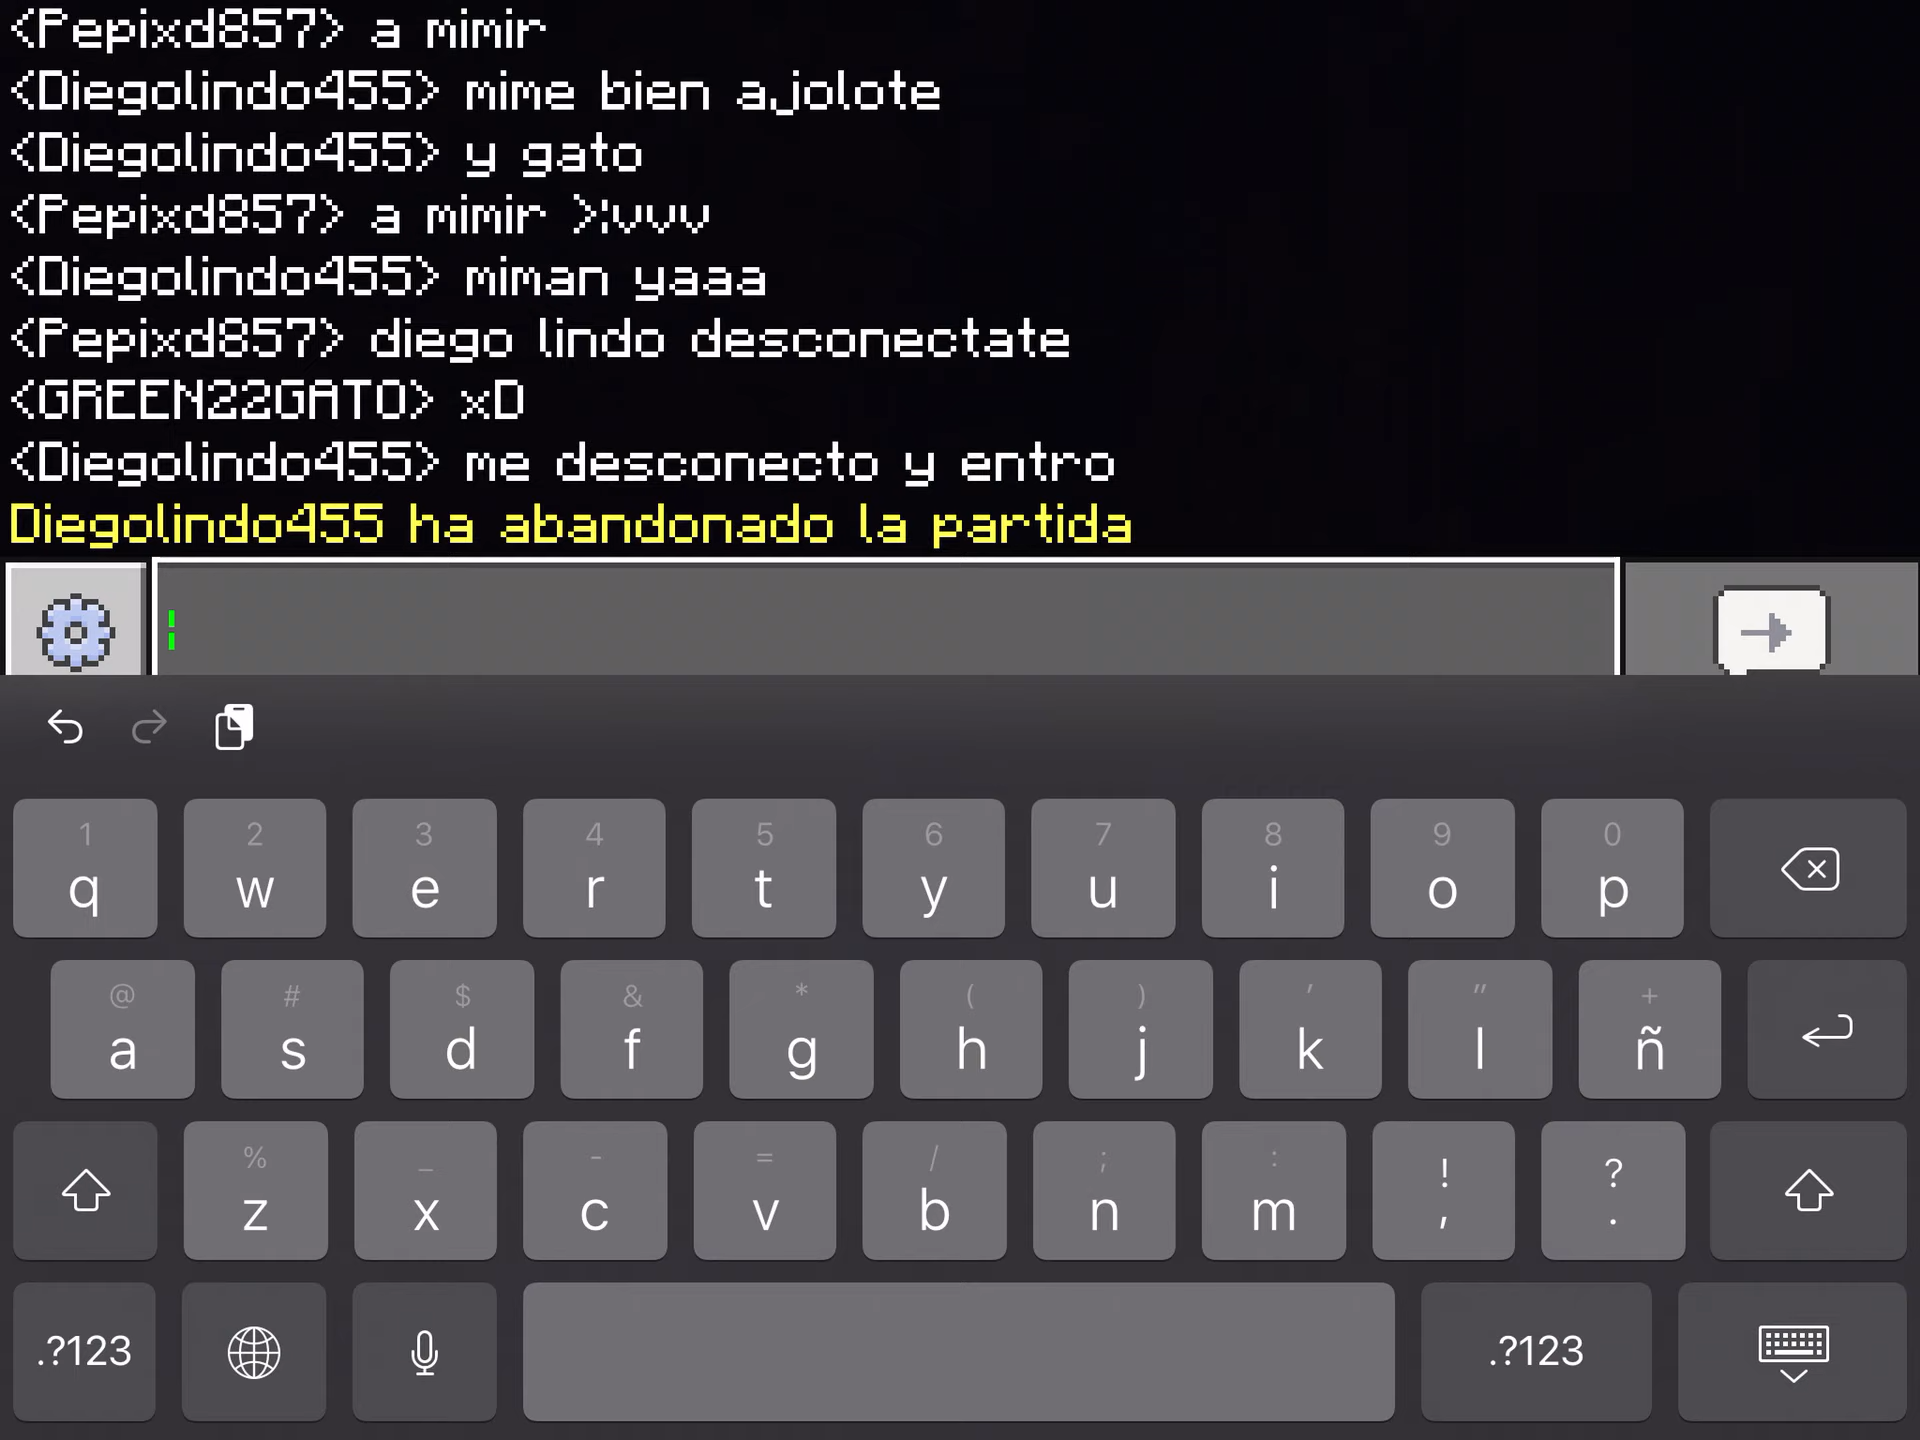 <Pepixd857> a mimir
<Diegolindo455> mime bien ajolote
<Diegolindo455> y gato
<Pepixd857> a mimir >:vvv
<Diegolindo455> miman yaaa
<Pepixd857> diego lindo desconectate
<GREEN22GATO> xD
<Diegolindo455> me desconecto y entro
Diegolindo455 ha abandonado la partida
1 2 3 4 5 6 7 8 9 0
q w e r t y u i o p
@ # $ & * ( ) ' " +
a s d f g h j k l ñ
% _ - = / ; : ! ?
z x c v b n m , .
.?123 .?123